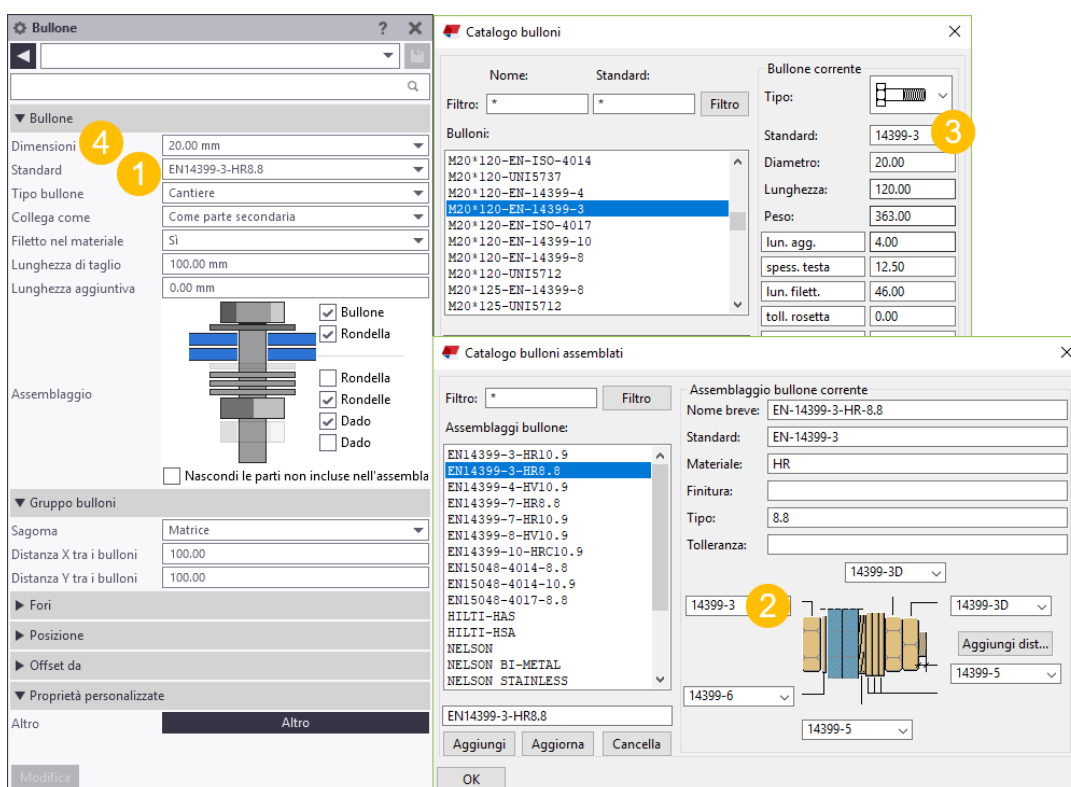 Bullone ?
Bullone
Dimensioni 4 20.00 mm
Standard 1 EN14399-3-HR8.8
Tipo bullone Cantiere
Collega come Come parte secondaria
Filetto nel materiale Sì
Lunghezza di taglio 100.00 mm
Lunghezza aggiuntiva 0.00 mm
Bullone
Rondella
Assemblaggio
Rondella
Rondelle
Dado
Dado
Nascondi le parti non incluse nell'assembla
Gruppo bulloni
Sagoma Matrice
Distanza X tra i bulloni 100.00
Distanza Y tra i bulloni 100.00
Fori
Posizione
Offset da
Proprietà personalizzate
Altro Altro
Modifica
Catalogo bulloni
Nome: Standard:
Filtro: * * Filtro
Bulloni:
M20*120-EN-ISO-4014
M20*120-UNI5737
M20*120-EN-14399-4
M20*120-EN-14399-3
M20*120-EN-ISO-4017
M20*120-EN-14399-10
M20*120-EN-14399-8
M20*120-UNI5712
M20*125-EN-14399-8
M20*125-UNI5712
Bullone corrente
Tipo:
Standard: 14399-3 3
Diametro: 20.00
Lunghezza: 120.00
Peso: 363.00
lun. agg. 4.00
spess. testa 12.50
lun. filett. 46.00
toll. rosetta 0.00
Catalogo bulloni assemblati
Filtro: * Filtro
Assemblaggi bullone:
EN14399-3-HR10.9
EN14399-3-HR8.8
EN14399-4-HV10.9
EN14399-7-HR8.8
EN14399-7-HR10.9
EN14399-8-HV10.9
EN14399-10-HRC10.9
EN15048-4014-8.8
EN15048-4014-10.9
EN15048-4017-8.8
HILTI-HAS
HILTI-HSA
NELSON
NELSON BI-METAL
NELSON STAINLESS
EN14399-3-HR8.8
Aggiungi Aggiorna Cancella
OK
Assemblaggio bullone corrente
Nome breve: EN-14399-3-HR-8.8
Standard: EN-14399-3
Materiale: HR
Finitura:
Tipo: 8.8
Tolleranza:
14399-3D
14399-3 2 14399-3D
Aggiungi dist...
14399-5
14399-6
14399-5